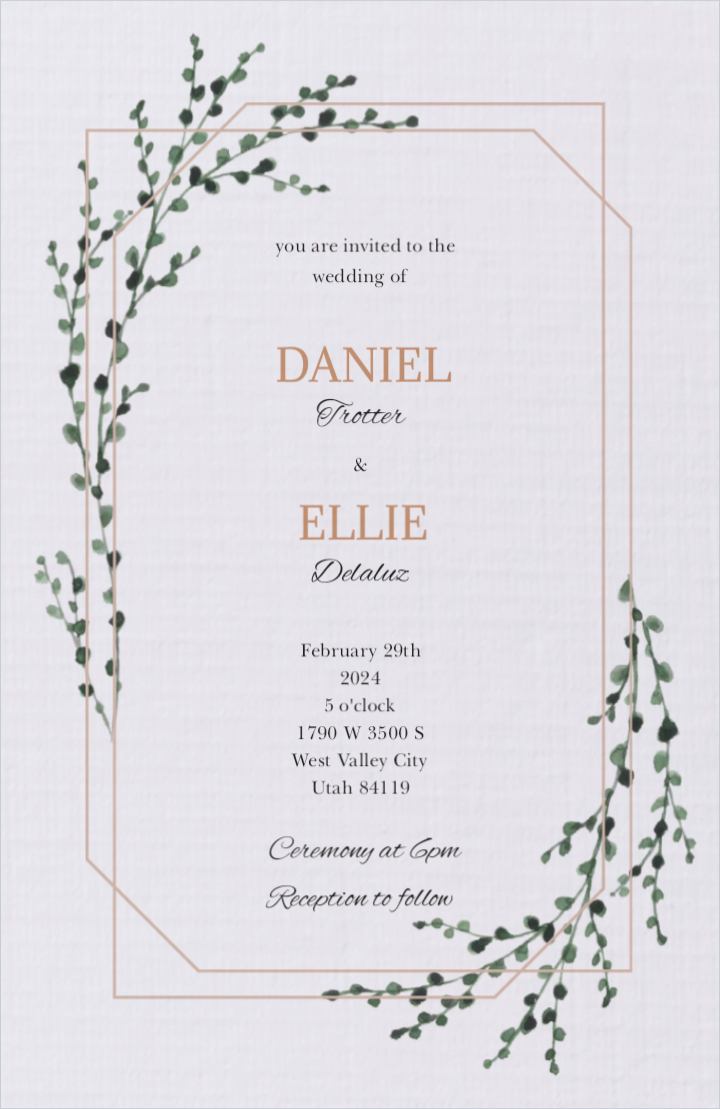 you are invited to the
wedding of
DANIEL
Trotter
&
ELLIE
Delaluz
February 29th
2024
5 o'clock
1790 W 3500 S
West Valley City
Utah 84119
Ceremony at 6pm
Reception to follow